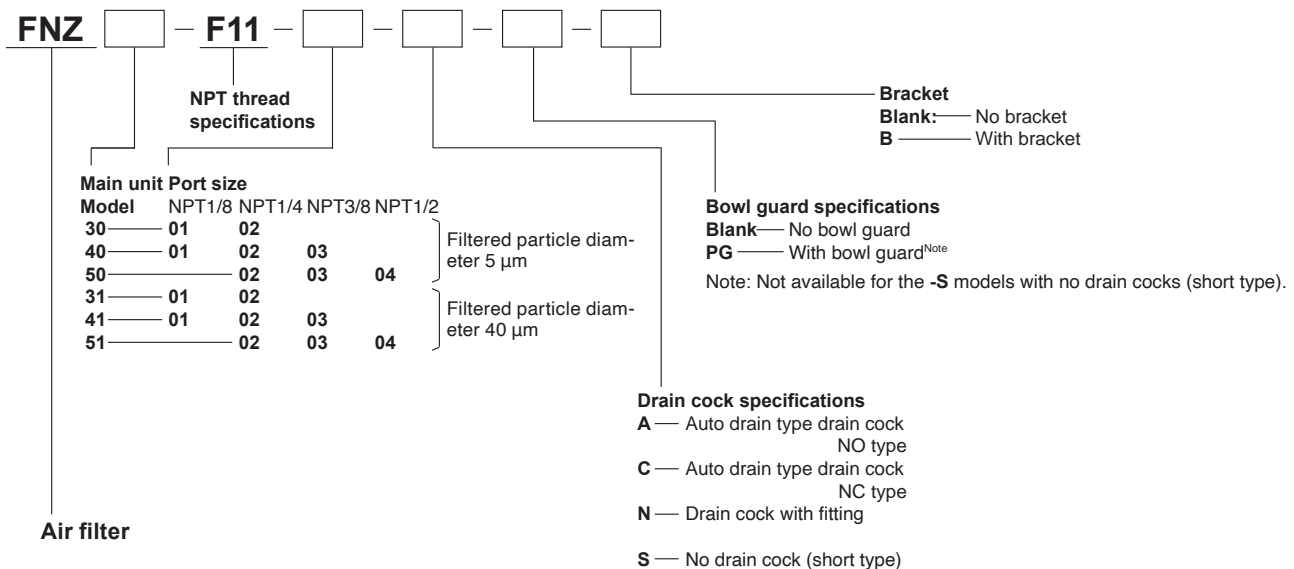 FNZ - F11 - - - -
NPT thread
specifications
Bracket
Blank: No bracket
B With bracket
Main unit Port size
Model NPT1/8 NPT1/4 NPT3/8 NPT1/2
30 01 02
40 01 02 03
50 02 03 04
Filtered particle diam-
eter 5 µm
31 01 02
41 01 02 03
51 02 03 04
Filtered particle diam-
eter 40 µm
Bowl guard specifications
Blank No bowl guard
PG With bowl guardNote
Note: Not available for the -S models with no drain cocks (short type).
Drain cock specifications
A Auto drain type drain cock
NO type
C Auto drain type drain cock
NC type
N Drain cock with fitting
S No drain cock (short type)
Air filter